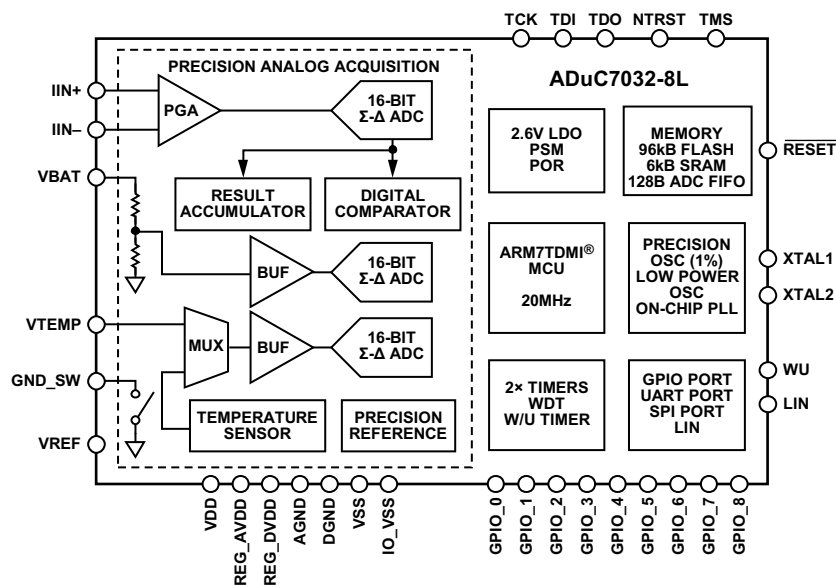 TCK TDI TDO NTRST TMS
PRECISION ANALOG ACQUISITION
ADuC7032-8L
IIN+
IIN–
PGA
16-BIT
Σ-Δ ADC
RESULT
ACCUMULATOR
DIGITAL
COMPARATOR
VBAT
BUF
16-BIT
Σ-Δ ADC
VTEMP
MUX
BUF
16-BIT
Σ-Δ ADC
GND_SW
TEMPERATURE
SENSOR
PRECISION
REFERENCE
VREF
2.6V LDO
PSM
POR
MEMORY
96kB FLASH
6kB SRAM
128B ADC FIFO
RESET
ARM7TDMI®
MCU
20MHz
PRECISION
OSC (1%)
LOW POWER
OSC
ON-CHIP PLL
XTAL1
XTAL2
2× TIMERS
WDT
W/U TIMER
GPIO PORT
UART PORT
SPI PORT
LIN
WU
LIN
VDD
REG_AVDD
REG_DVDD
AGND
DGND
VSS
IO_VSS
GPIO_0
GPIO_1
GPIO_2
GPIO_3
GPIO_4
GPIO_5
GPIO_6
GPIO_7
GPIO_8